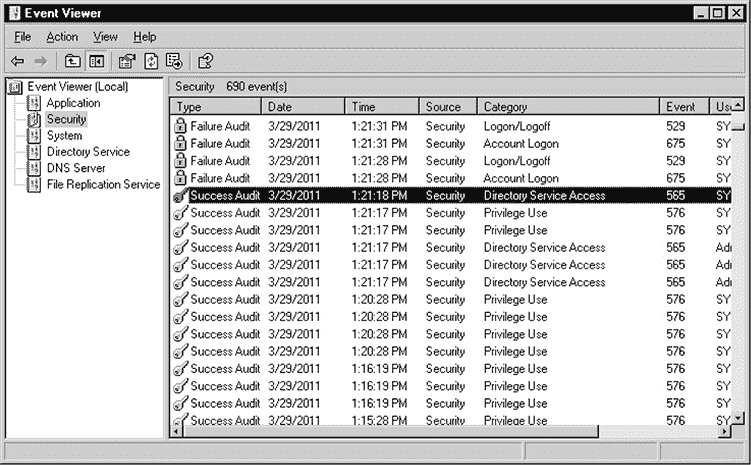 Event Viewer
File Action View Help
Event Viewer (Local)
Application
Security
System
Directory Service
DNS Server
File Replication Service
Security 690 event(s)
Type Date Time Source Category Event Us
Failure Audit 3/29/2011 1:21:31 PM Security Logon/Logoff 529 SY
Failure Audit 3/29/2011 1:21:31 PM Security Account Logon 675 SY
Failure Audit 3/29/2011 1:21:28 PM Security Logon/Logoff 529 SY
Failure Audit 3/29/2011 1:21:28 PM Security Account Logon 675 SY
Success Audit 3/29/2011 1:21:18 PM Security Directory Service Access 565 SY
Success Audit 3/29/2011 1:21:17 PM Security Privilege Use 576 SY
Success Audit 3/29/2011 1:21:17 PM Security Directory Service Access 565 Adi
Success Audit 3/29/2011 1:21:17 PM Security Directory Service Access 565 Adi
Success Audit 3/29/2011 1:21:17 PM Security Directory Service Access 565 Adi
Success Audit 3/29/2011 1:20:28 PM Security Privilege Use 576 SY
Success Audit 3/29/2011 1:20:28 PM Security Privilege Use 576 SY
Success Audit 3/29/2011 1:20:28 PM Security Privilege Use 576 SY
Success Audit 3/29/2011 1:20:28 PM Security Privilege Use 576 SY
Success Audit 3/29/2011 1:16:19 PM Security Privilege Use 576 SY
Success Audit 3/29/2011 1:16:19 PM Security Privilege Use 576 SY
Success Audit 3/29/2011 1:16:19 PM Security Privilege Use 576 SY
Success Audit 3/29/2011 1:15:28 PM Security Privilege Use 576 SY